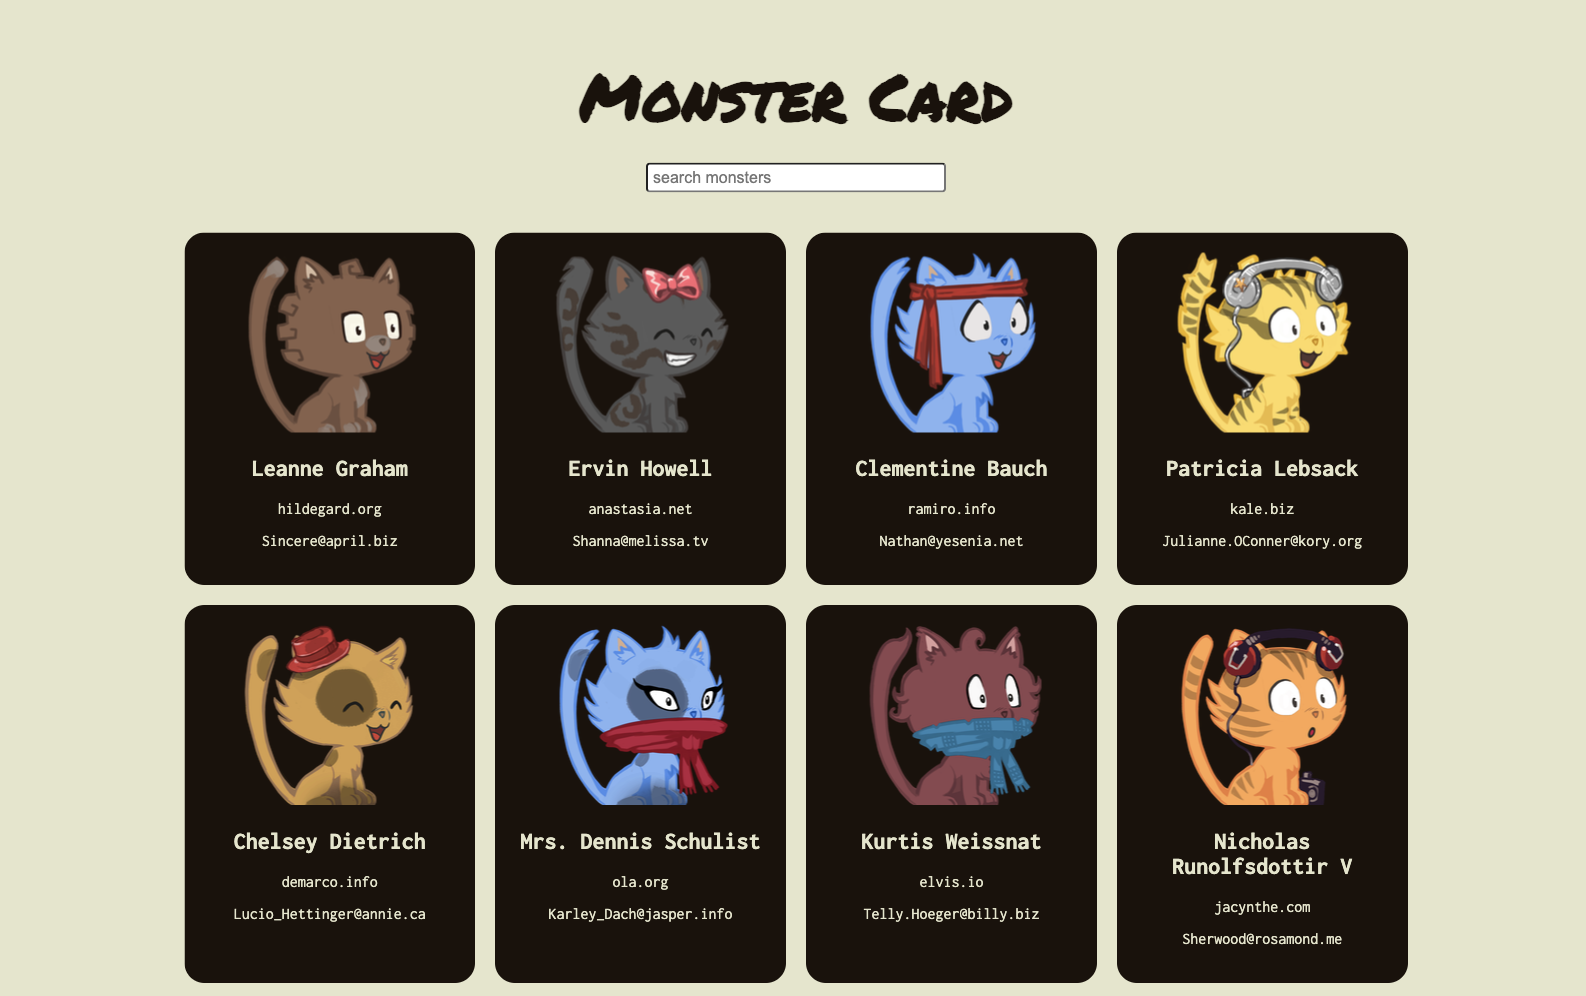 Monster Card
search monsters
Leanne Graham
hildegard.org
Sincere@april.biz
Ervin Howell
anastasia.net
Shanna@melissa.tv
Clementine Bauch
ramiro.info
Nathan@yesenia.net
Patricia Lebsack
kale.biz
Julianne.OConner@kory.org
Chelsey Dietrich
demarco.info
Lucio_Hettinger@annie.ca
Mrs. Dennis Schulist
ola.org
Karley_Dach@jasper.info
Kurtis Weissnat
elvis.io
Telly.Hoeger@billy.biz
Nicholas
Runolfsdottir V
jacynthe.com
Sherwood@rosamond.me